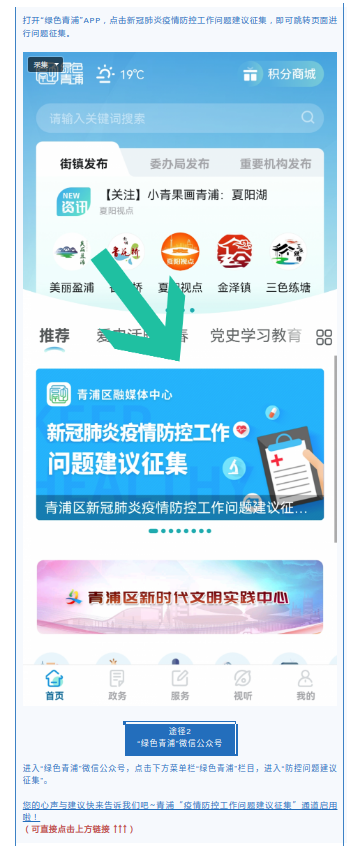 打开“绿色青浦”APP，点击新冠肺炎疫情防控工作问题建议征集，即可跳转页面进
行问题征集。
采集
19℃
积分商城
请输入关键词搜索
街镇发布
委办局发布
重要机构发布
NEW
资讯
【关注】小青果画青浦：夏阳湖
夏阳视点
美丽盈浦
桥
夏阳视点
金泽镇
三色练塘
推荐
春
党史学习教育
青浦区融媒体中心
新冠肺炎疫情防控工作
问题建议征集
青浦区新冠肺炎疫情防控工作问题建议征...
青浦区新时代文明实践中心
首页
政务
服务
视听
我的
途径2
“绿色青浦”微信公众号
进入“绿色青浦”微信公众号，点击下方菜单栏“绿色青浦”栏目，进入“防控问题建议
征集”。
您的心声与建议快来告诉我们吧~青浦“疫情防控工作问题建议征集”通道启用
啦！
（可直接点击上方链接↑↑↑）